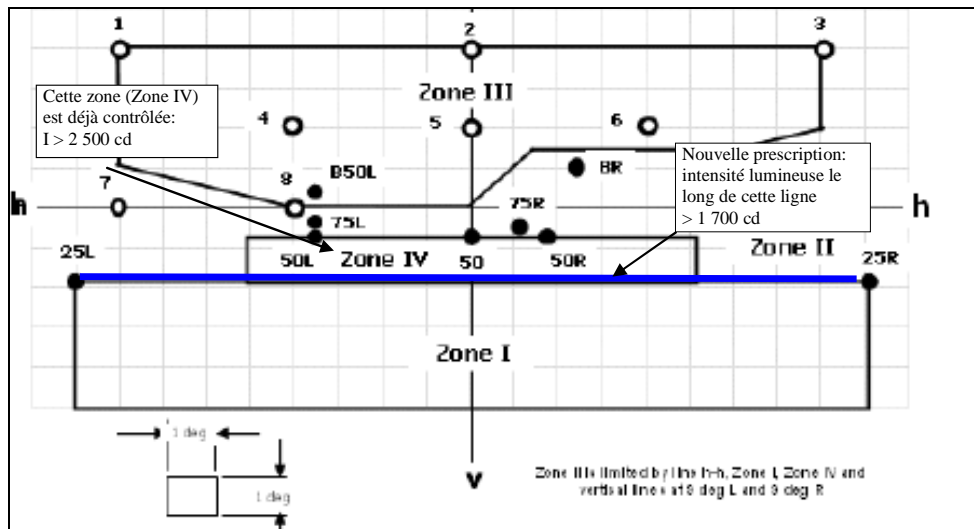 1
2
3
Zone III
Cette zone (Zone IV)
est déjà contrôlée:
I > 2 500 cd
4
5
6
Nouvelle prescription:
intensité lumineuse le
long de cette ligne
> 1 700 cd
B50L
BR
7
8
h
h
75L
75R
25L
50L
Zone IV
50
50R
Zone II
25R
Zone I
1 deg
1 deg
v
Zone II is limited by line h-h, Zone I, Zone IV and
vertical lines at 9 deg L and 9 deg R